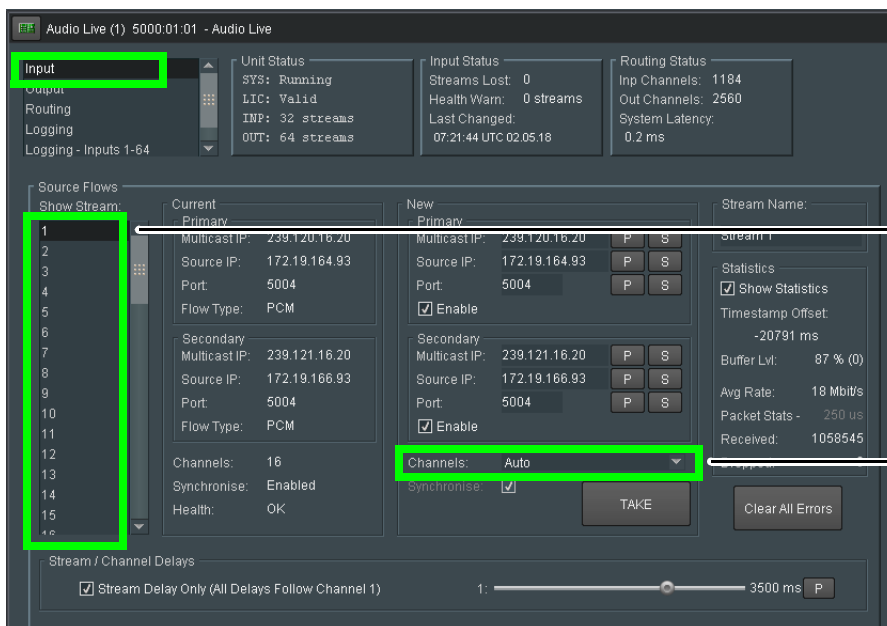 Audio Live (1) 5000:01:01 - Audio Live
Input
Output
Routing
Logging
Logging - Inputs 1-64
Unit Status
SYS: Running
LIC: Valid
INP: 32 streams
OUT: 64 streams
Input Status
Streams Lost: 0
Health Warn: 0 streams
Last Changed:
07:21:44 UTC 02.05.18
Routing Status
Inp Channels: 1184
Out Channels: 2560
System Latency:
0.2 ms
Source Flows
Show Stream:
1
2
3
4
5
6
7
8
9
10
11
12
13
14
15
16
Current
Primary
Multicast IP: 239.120.16.20
Source IP: 172.19.164.93
Port: 5004
Flow Type: PCM
Secondary
Multicast IP: 239.121.16.20
Source IP: 172.19.166.93
Port: 5004
Flow Type: PCM
Channels: 16
Synchronise: Enabled
Health: OK
New
Primary
Multicast IP: 239.120.16.20 P S
Source IP: 172.19.164.93 P S
Port: 5004 P S
Enable
Secondary
Multicast IP: 239.121.16.20 P S
Source IP: 172.19.166.93 P S
Port: 5004 P S
Enable
Channels: Auto
Synchronise:
TAKE
Stream Name:
Stream 1
Statistics
Show Statistics
Timestamp Offset:
-20791 ms
Buffer Lvl: 87 % (0)
Avg Rate: 18 Mbit/s
Packet Stats - 250 us
Received: 1058545
Dropped:
Clear All Errors
Stream / Channel Delays
Stream Delay Only (All Delays Follow Channel 1)
1: 3500 ms P